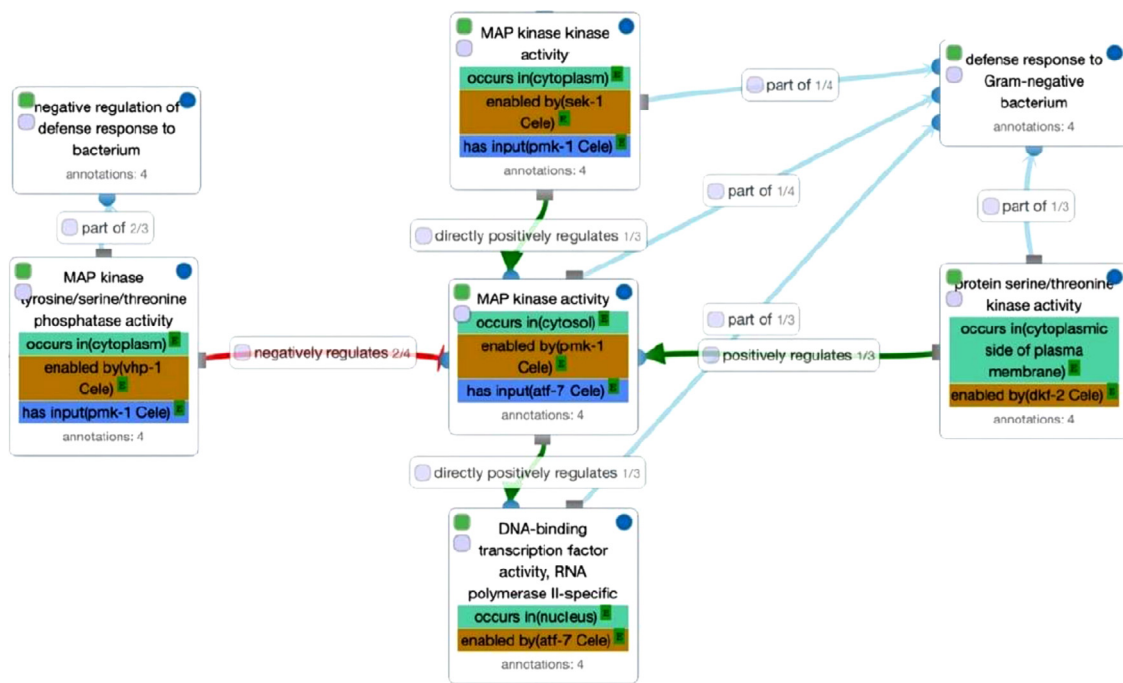 MAP kinase kinase
activity
occurs in(cytoplasm) E
enabled by(sek-1
Cele) E
has input(pmk-1 Cele) E
annotations: 4
part of 1/4
defense response to
Gram-negative
bacterium
annotations: 4
negative regulation of
defense response to
bacterium
annotations: 4
part of 2/3
directly positively regulates 1/3
part of 1/4
part of 1/3
MAP kinase
tyrosine/serine/threonine
phosphatase activity
occurs in(cytoplasm) E
enabled by(vhp-1
Cele) E
has input(pmk-1 Cele) E
annotations: 4
negatively regulates 2/4
MAP kinase activity
occurs in(cytosol) E
enabled by(pmk-1
Cele) E
has input(atf-7 Cele) E
annotations: 4
part of 1/3
positively regulates 1/3
protein serine/threonine
kinase activity
occurs in(cytoplasmic
side of plasma
membrane) E
enabled by(dkf-2 Cele) E
annotations: 4
directly positively regulates 1/3
DNA-binding
transcription factor
activity, RNA
polymerase II-specific
occurs in(nucleus) E
enabled by(atf-7 Cele) E
annotations: 4